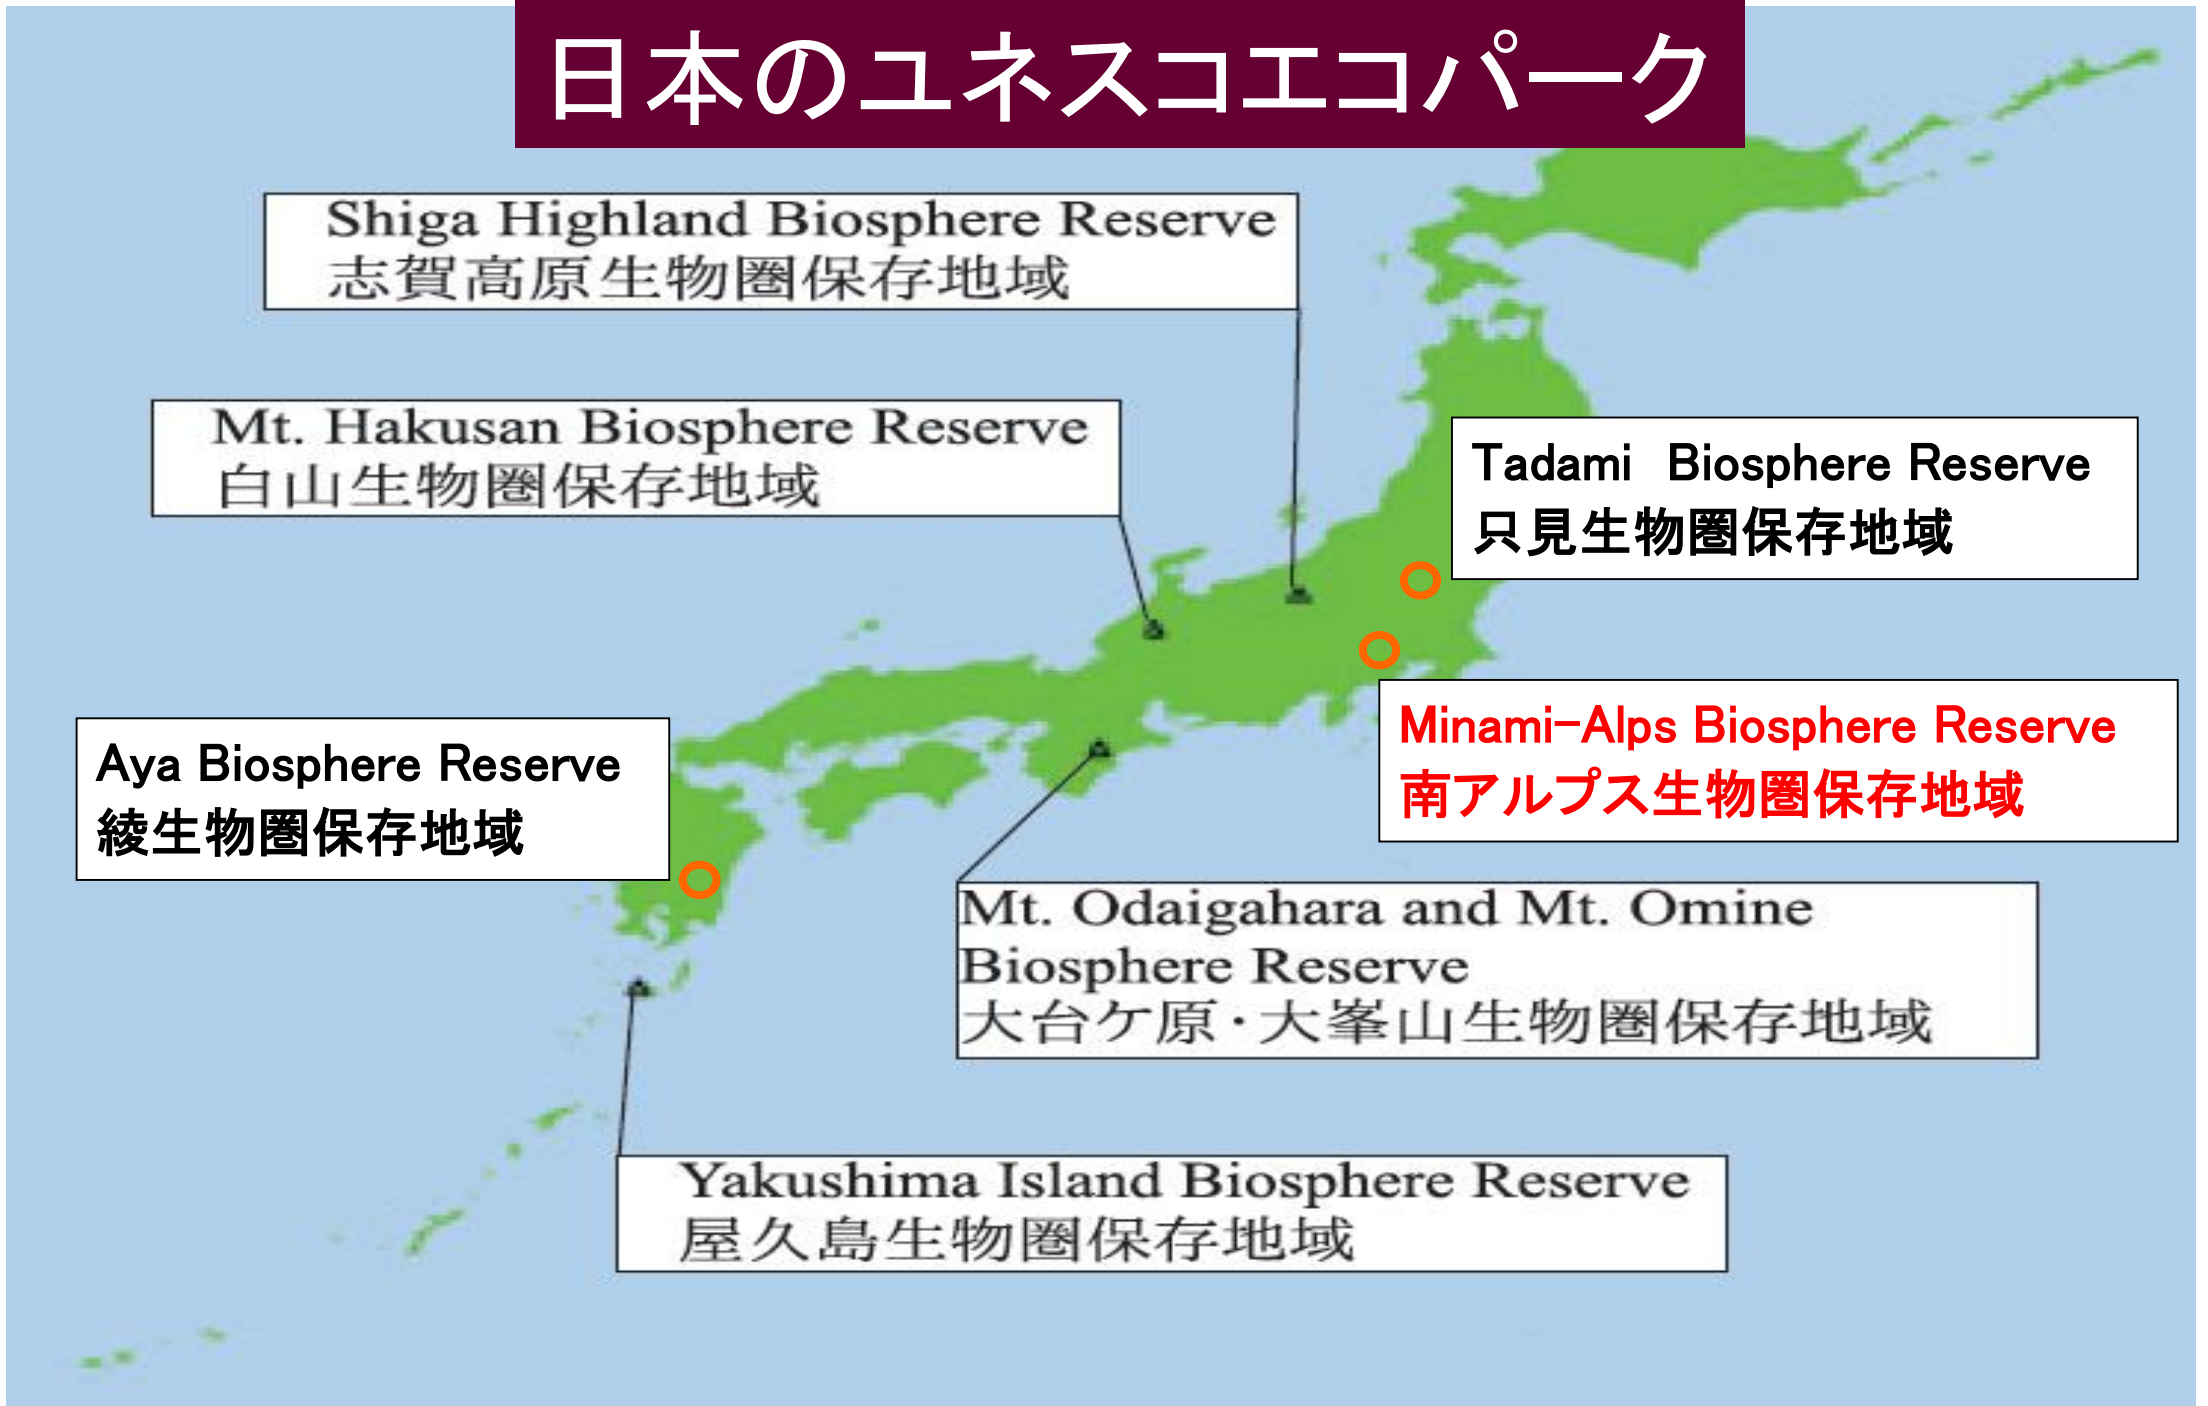 日本のユネスコエコパーク
Shiga Highland Biosphere Reserve
志賀高原生物圏保存地域
Mt. Hakusan Biosphere Reserve
白山生物圏保存地域
Tadami　Biosphere Reserve
只見生物圏保存地域
Minami-Alps Biosphere Reserve
南アルプス生物圏保存地域
Aya Biosphere Reserve
綾生物圏保存地域
Mt. Odaigahara and Mt. Omine
Biosphere Reserve
大台ケ原・大峯山生物圏保存地域
Yakushima Island Biosphere Reserve
屋久島生物圏保存地域